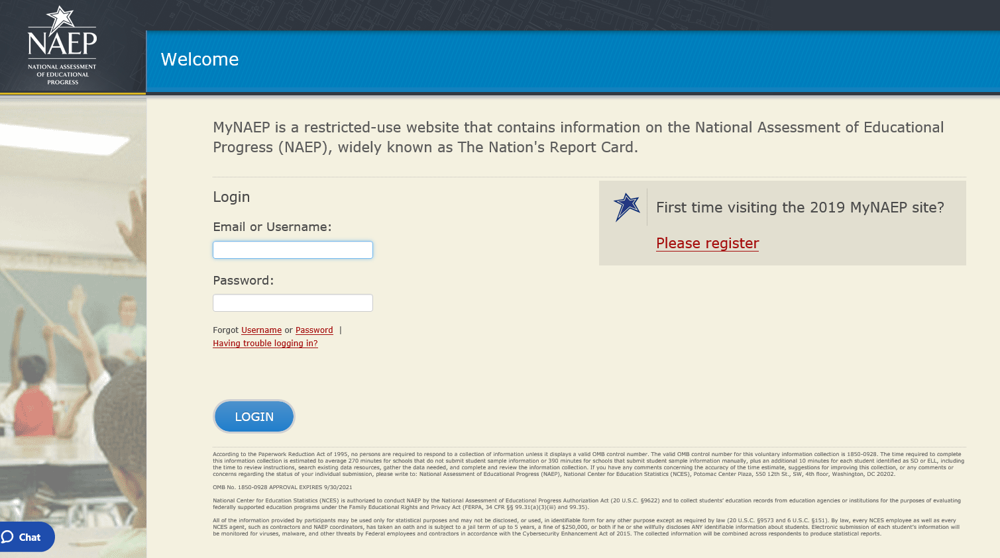 NAEP
NATIONAL ASSESSMENT
OF EDUCATIONAL
PROGRESS
Welcome
MyNAEP is a restricted-use website that contains information on the National Assessment of Educational
Progress (NAEP), widely known as The Nation's Report Card.
Login
Email or Username:
Password:
Forgot Username or Password |
Having trouble logging in?
LOGIN
First time visiting the 2019 MyNAEP site?
Please register
According to the Paperwork Reduction Act of 1995, no persons are required to respond to a collection of information unless it displays a valid OMB control number. The valid OMB control number for this voluntary information collection is 1850-0928. The time required to complete
this information collection is estimated to average 270 minutes for schools that do not submit student sample information or 390 minutes for schools that submit student sample information manually, plus an additional 10 minutes for each student identified as SD or ELL, including
the time to review instructions, search existing data resources, gather the data needed, and complete and review the information collection. If you have any comments concerning the accuracy of the time estimate, suggestions for improving this collection, or any comments or
concerns regarding the status of your individual submission, please write to: National Assessment of Educational Progress (NAEP), National Center for Education Statistics (NCES), Potomac Center Plaza, 550 12th St., SW, 4th floor, Washington, DC 20202.
OMB No. 1850-0928 APPROVAL EXPIRES 9/30/2021
National Center for Education Statistics (NCES) is authorized to conduct NAEP by the National Assessment of Educational Progress Authorization Act (20 U.S.C. §9622) and to collect students' education records from education agencies or institutions for the purposes of evaluating
federally supported education programs under the Family Educational Rights and Privacy Act (FERPA, 34 CFR §§ 99.31(a)(3)(iii) and 99.35).
All of the information provided by participants may be used only for statistical purposes and may not be disclosed, or used, in identifiable form for any other purpose except as required by law (20 U.S.C. §9573 and 6 U.S.C. §151). By law, every NCES employee as well as every
NCES agent, such as contractors and NAEP coordinators, has taken an oath and is subject to a jail term of up to 5 years, a fine of $250,000, or both if he or she willfully discloses ANY identifiable information about students. Electronic submission of each student's information will
be monitored for viruses, malware, and other threats by Federal employees and contractors in accordance with the Cybersecurity Enhancement Act of 2015. The collected information will be combined across respondents to produce statistical reports.
Chat